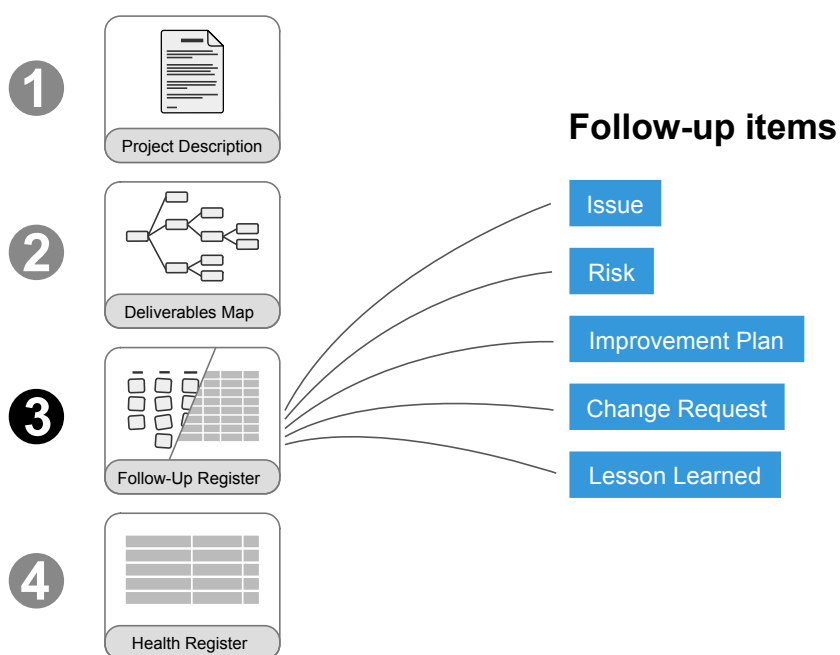 1
Project Description
2
Deliverables Map
3
Follow-Up Register
4
Health Register
Follow-up items
Issue
Risk
Improvement Plan
Change Request
Lesson Learned